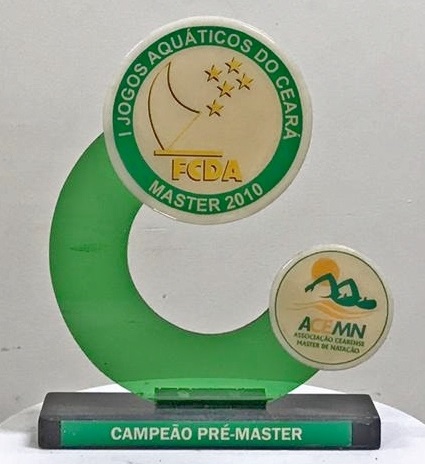 I JOGOS AQUÁTICOS DO CEARÁ
FCDA
MASTER 2010
ACEMN
ASSOCIAÇÃO CEARENSE
MASTER DE NATAÇÃO
CAMPEÃO PRÉ-MASTER